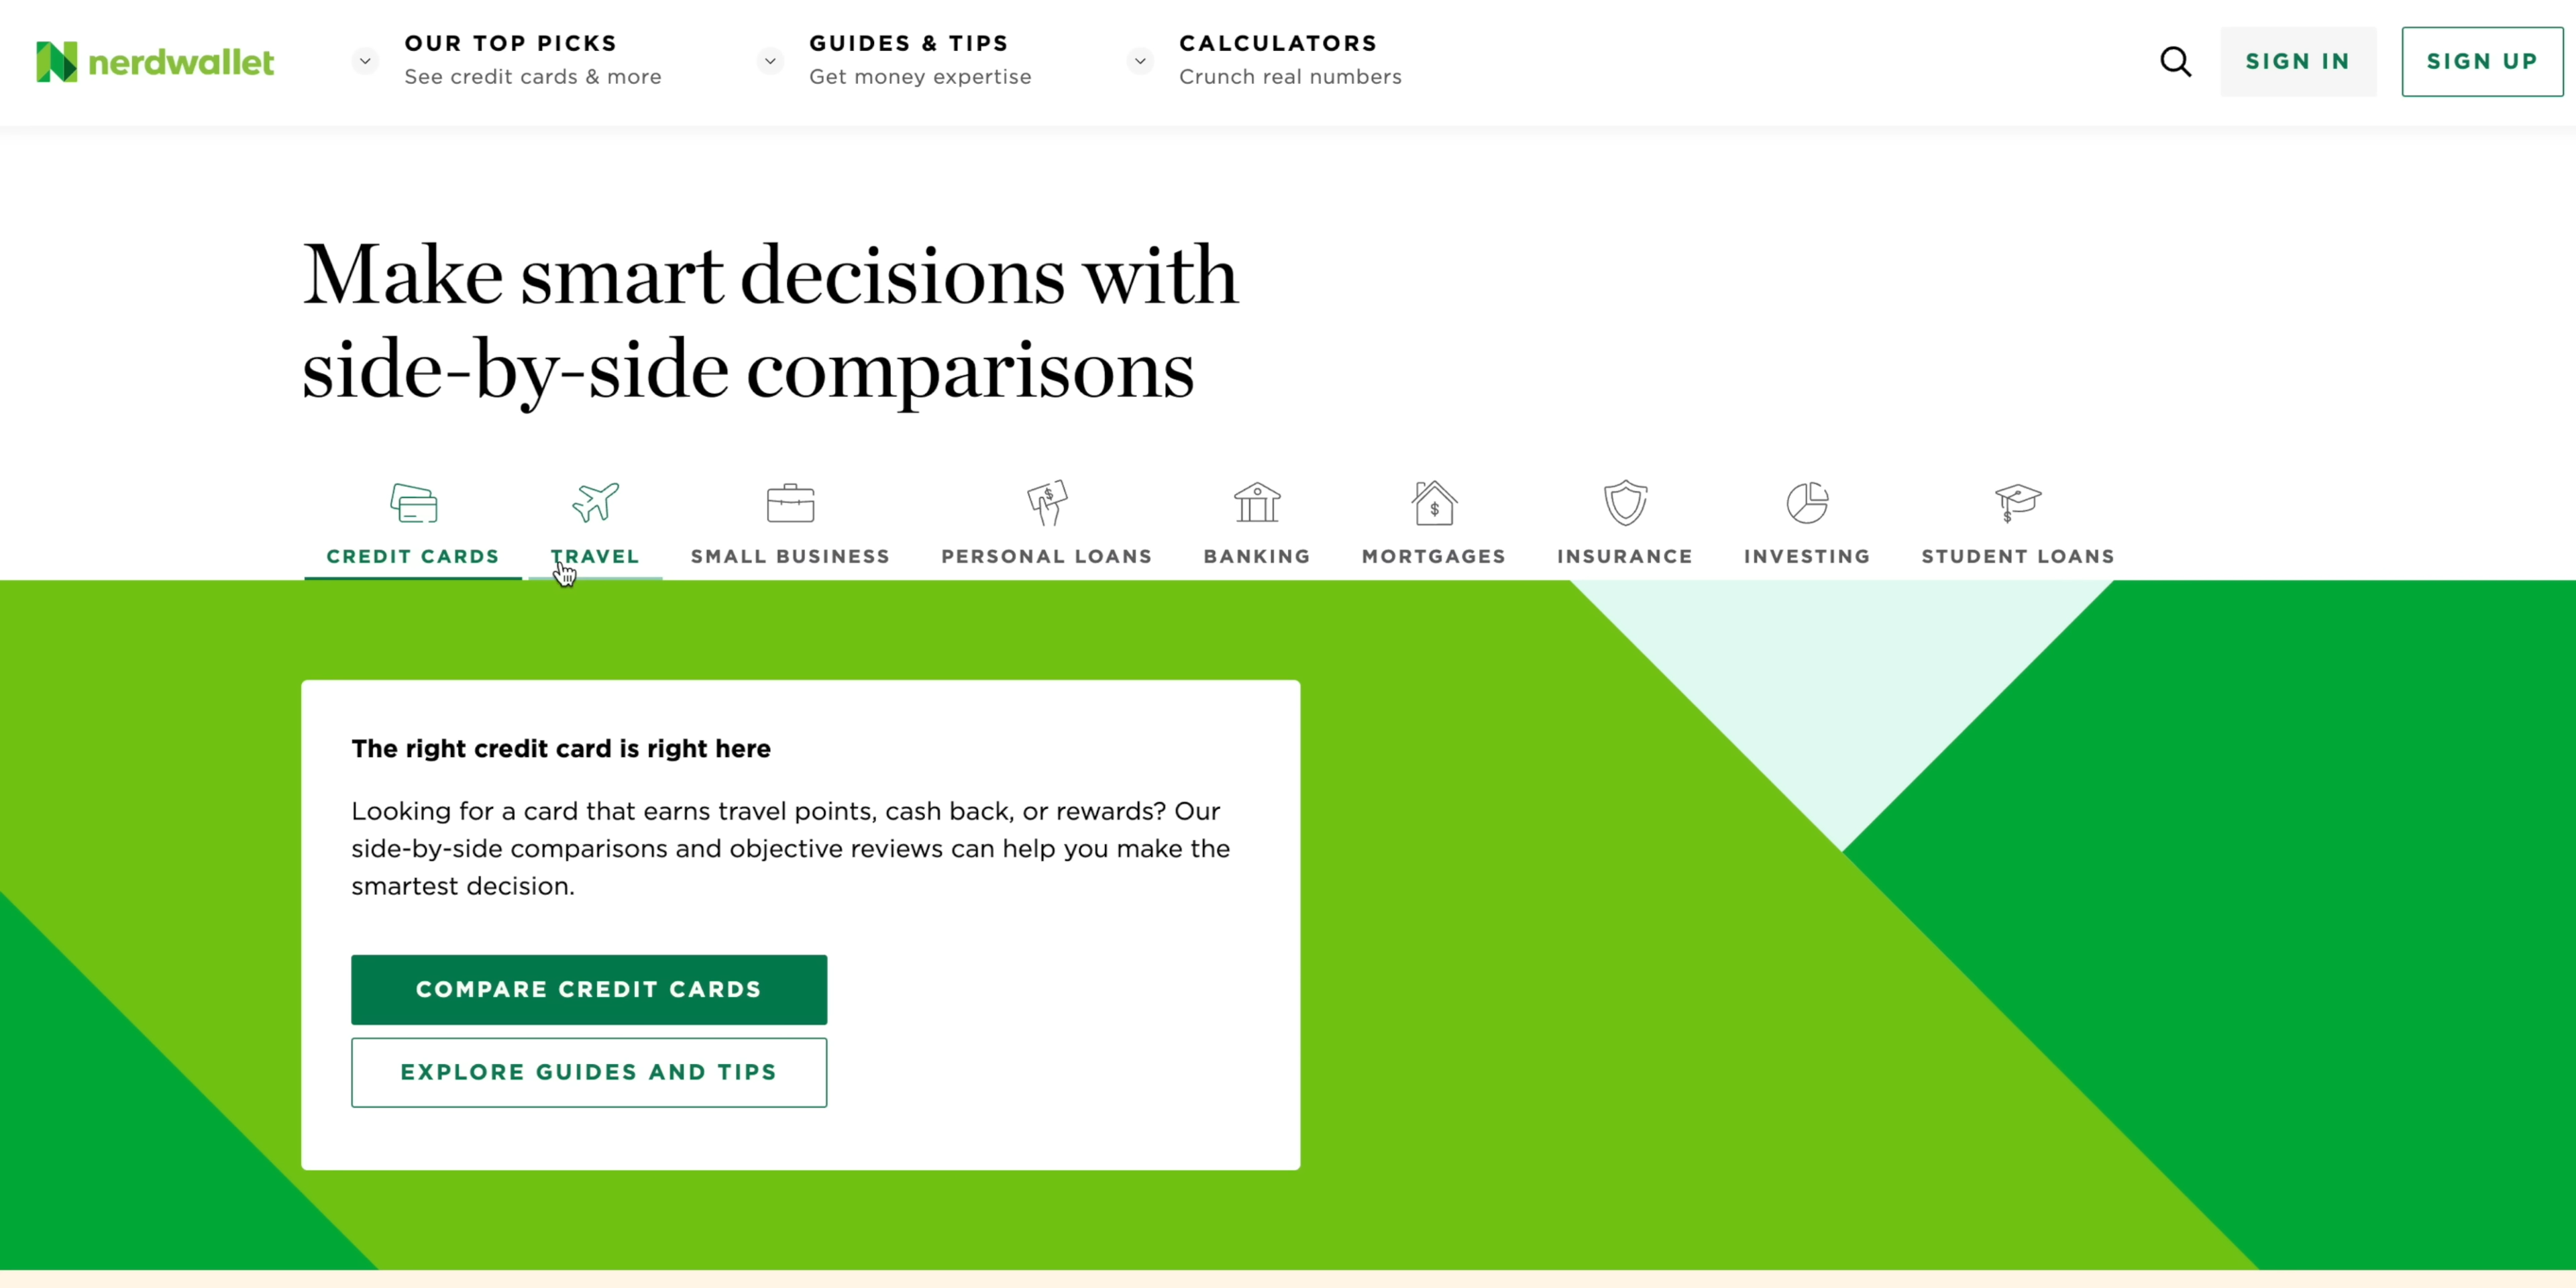 nerdwallet
OUR TOP PICKS
See credit cards & more
GUIDES & TIPS
Get money expertise
CALCULATORS
Crunch real numbers
SIGN IN
SIGN UP
Make smart decisions with
side-by-side comparisons
CREDIT CARDS
TRAVEL
SMALL BUSINESS
PERSONAL LOANS
BANKING
MORTGAGES
INSURANCE
INVESTING
STUDENT LOANS
The right credit card is right here
Looking for a card that earns travel points, cash back, or rewards? Our
side-by-side comparisons and objective reviews can help you make the
smartest decision.
COMPARE CREDIT CARDS
EXPLORE GUIDES AND TIPS